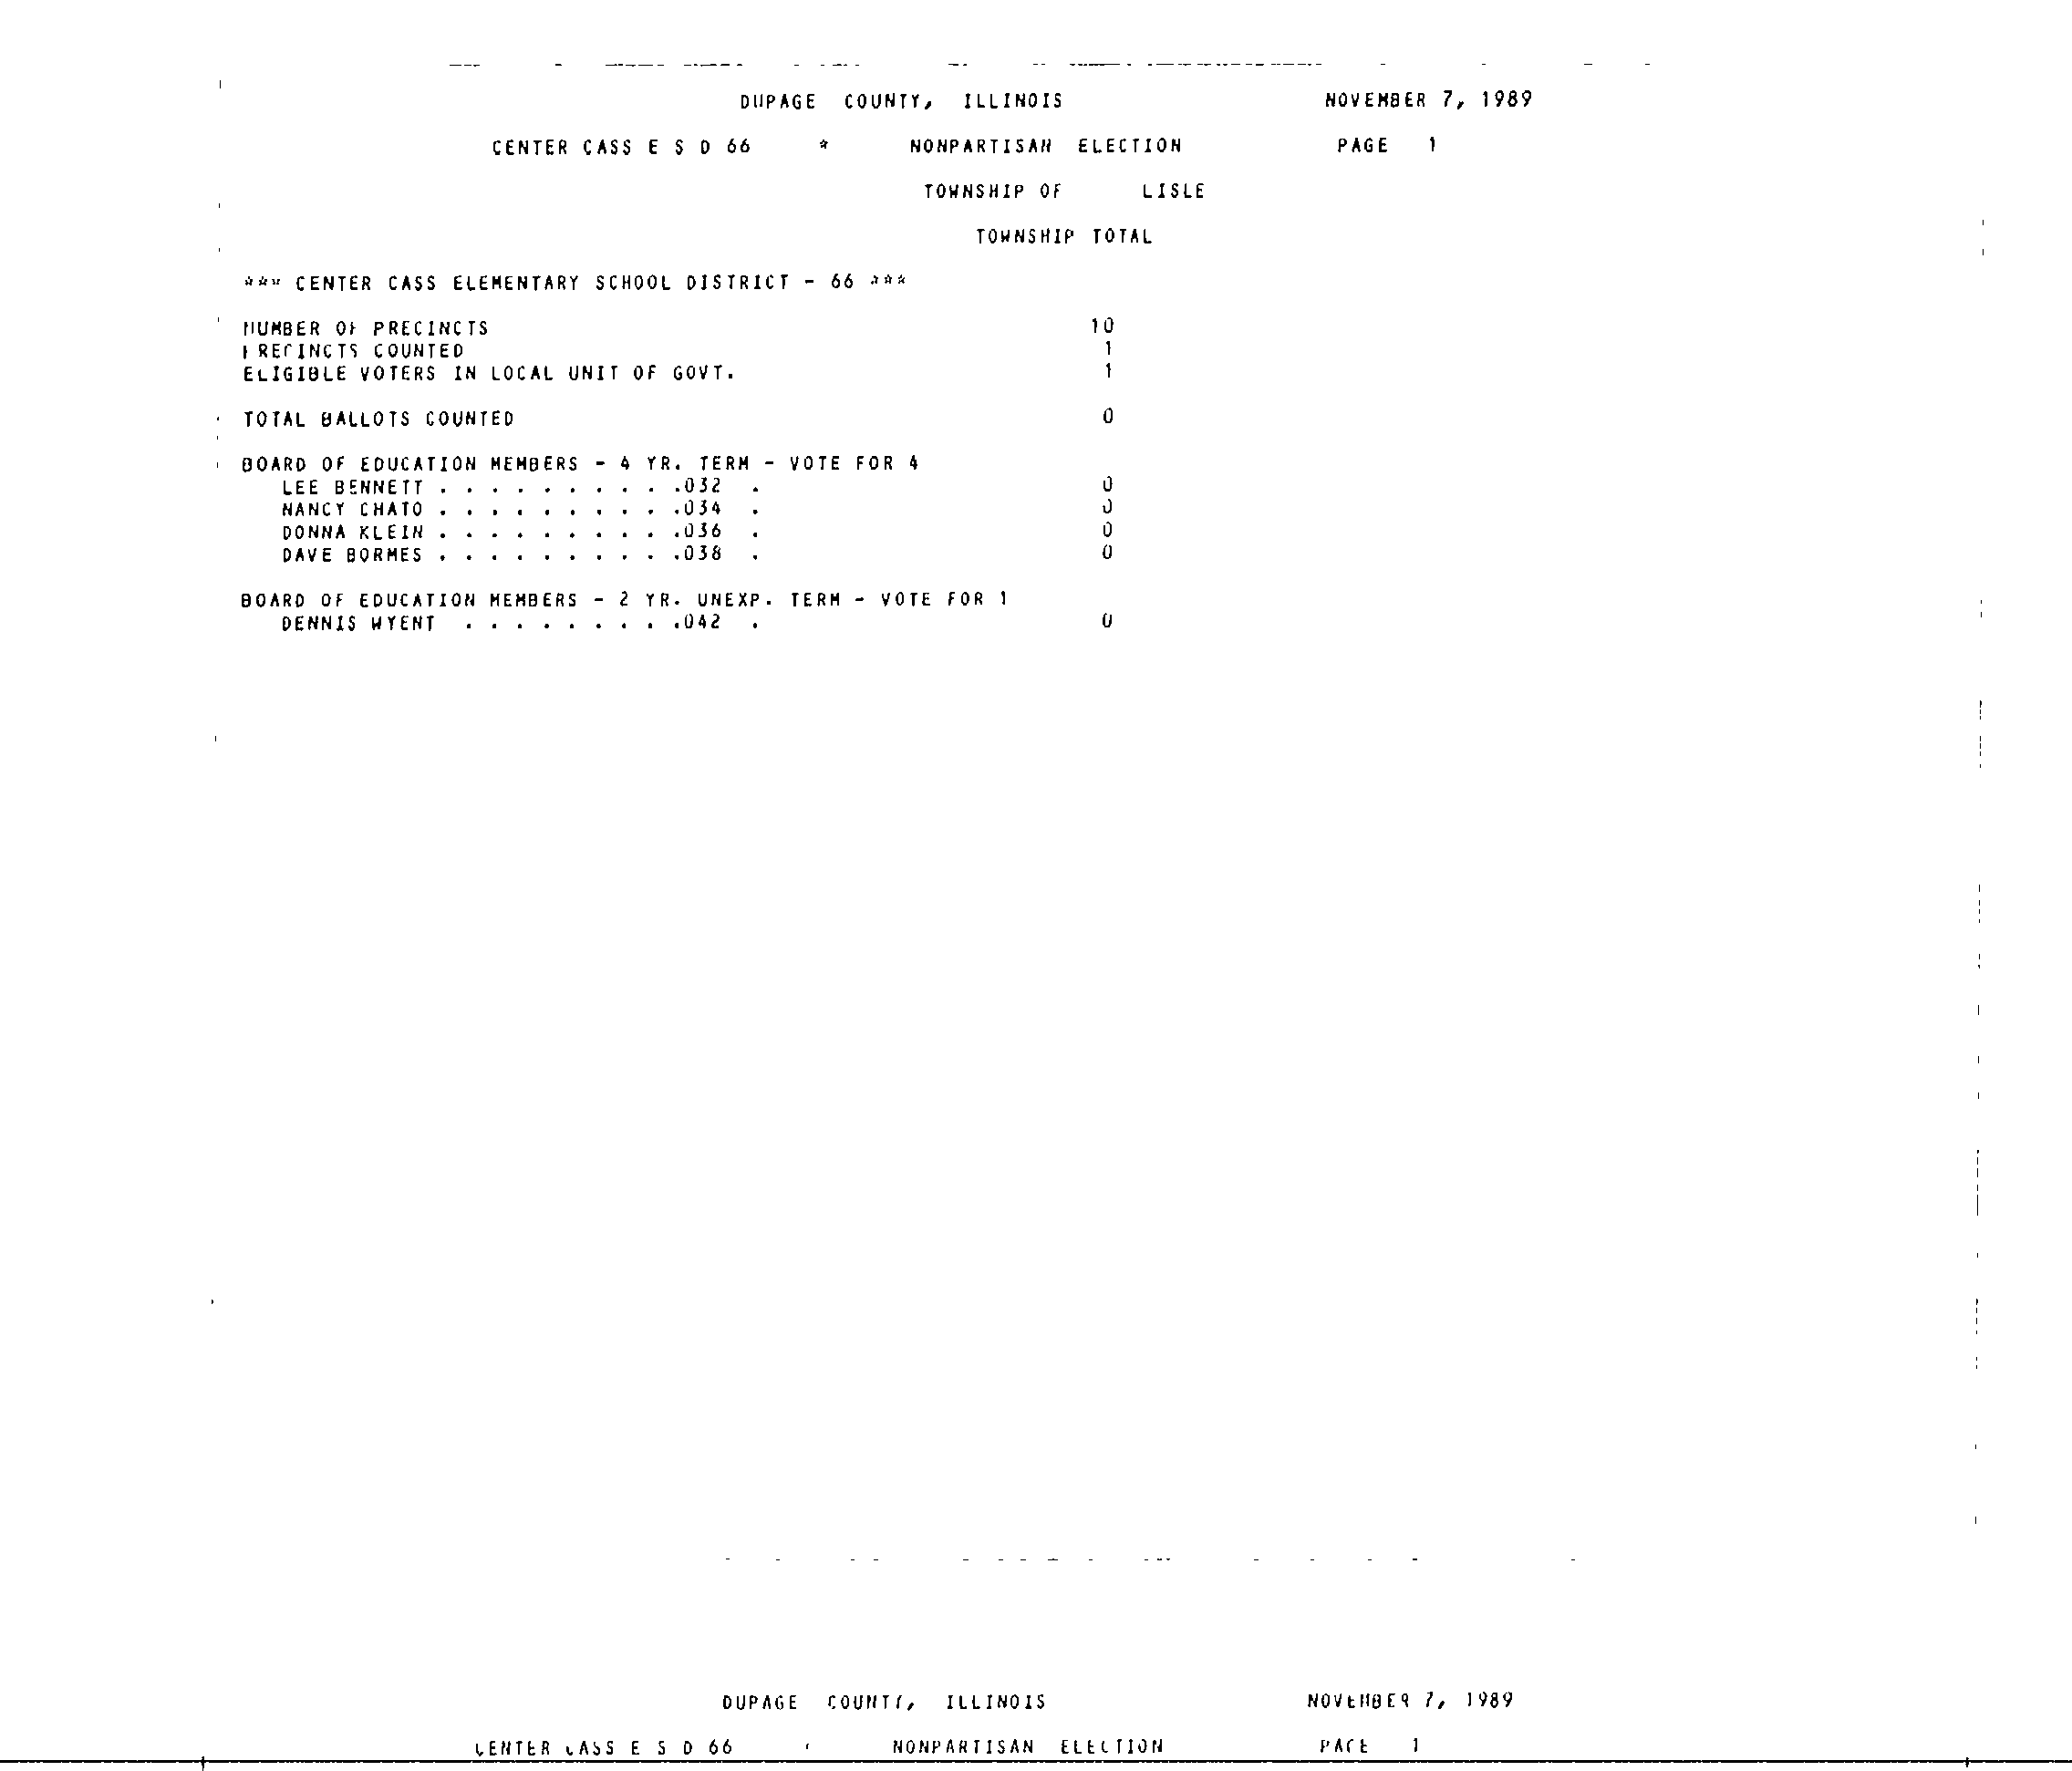 DUPAGE COUNTY, ILLINOIS NOVEMBER 7, 1989
CENTER CASS E S D 66 * NONPARTISAN ELECTION PAGE 1
TOWNSHIP OF LISLE
TOWNSHIP TOTAL
*** CENTER CASS ELEMENTARY SCHOOL DISTRICT - 66 ***
NUMBER OF PRECINCTS 10
PRECINCTS COUNTED 1
ELIGIBLE VOTERS IN LOCAL UNIT OF GOVT. 1
TOTAL BALLOTS COUNTED 0
BOARD OF EDUCATION MEMBERS - 4 YR. TERM - VOTE FOR 4
LEE BENNETT . . . . . . . . . .032 . 0
NANCY CHATO . . . . . . . . . .034 . 0
DONNA KLEIN . . . . . . . . . .036 . 0
DAVE BORMES . . . . . . . . . .038 . 0
BOARD OF EDUCATION MEMBERS - 2 YR. UNEXP. TERM - VOTE FOR 1
DENNIS WYENT . . . . . . . . .042 . 0
DUPAGE COUNTY, ILLINOIS NOVEMBER 7, 1989
CENTER CASS E S D 66 NONPARTISAN ELECTION PAGE 1